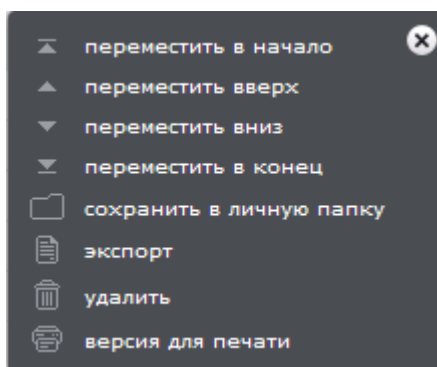 переместить в начало
переместить вверх
переместить вниз
переместить в конец
сохранить в личную папку
экспорт
удалить
версия для печати